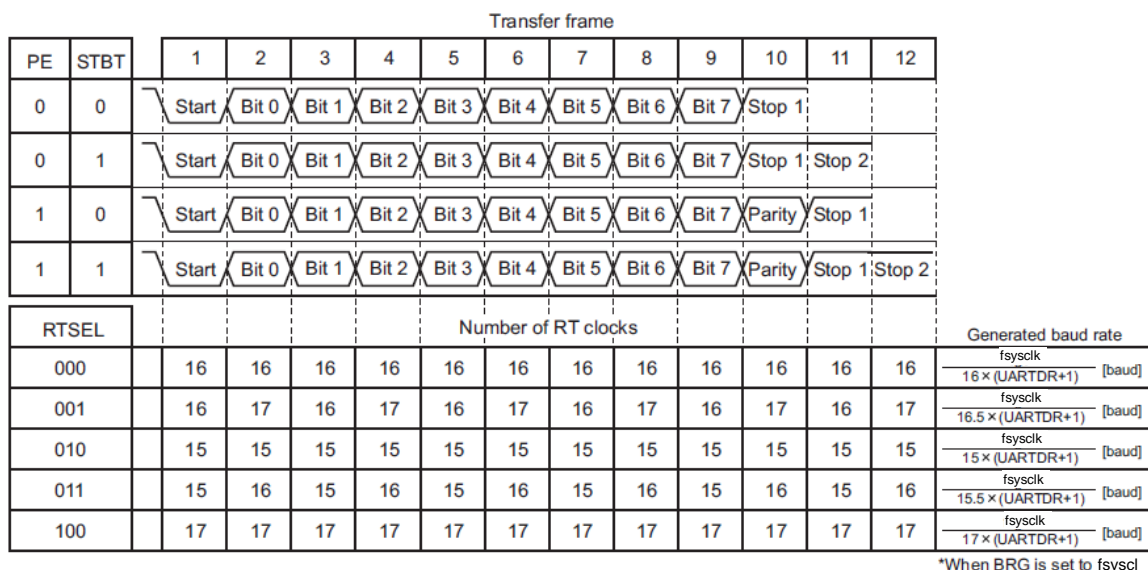 Transfer frame
PE STBT 1 2 3 4 5 6 7 8 9 10 11 12
0 0 Start Bit 0 Bit 1 Bit 2 Bit 3 Bit 4 Bit 5 Bit 6 Bit 7 Stop 1
0 1 Start Bit 0 Bit 1 Bit 2 Bit 3 Bit 4 Bit 5 Bit 6 Bit 7 Stop 1 Stop 2
1 0 Start Bit 0 Bit 1 Bit 2 Bit 3 Bit 4 Bit 5 Bit 6 Bit 7 Parity Stop 1
1 1 Start Bit 0 Bit 1 Bit 2 Bit 3 Bit 4 Bit 5 Bit 6 Bit 7 Parity Stop 1 Stop 2
RTSEL Number of RT clocks Generated baud rate
000 16 16 16 16 16 16 16 16 16 16 16 16 fsysclk
16×(UARTDR+1) [baud]
001 16 17 16 17 16 17 16 17 16 17 16 17 fsysclk
16.5×(UARTDR+1) [baud]
010 15 15 15 15 15 15 15 15 15 15 15 15 fsysclk
15×(UARTDR+1) [baud]
011 15 16 15 16 15 16 15 16 15 16 15 16 fsysclk
15.5×(UARTDR+1) [baud]
100 17 17 17 17 17 17 17 17 17 17 17 17 fsysclk
17×(UARTDR+1) [baud]
*When BRG is set to fsyscl